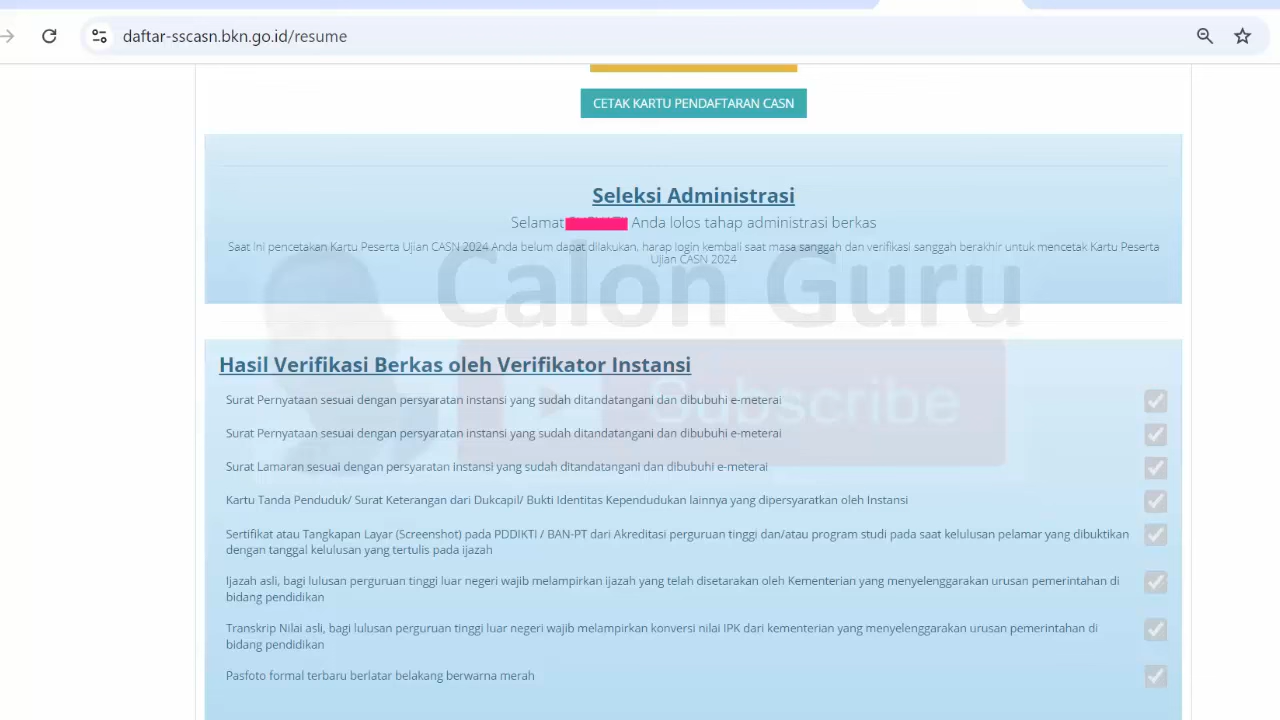 daftar-sscasn.bkn.go.id/resume
CETAK KARTU PENDAFTARAN CASN
Seleksi Administrasi
Selamat Anda lolos tahap administrasi berkas
Saat Ini pencetakan Kartu Peserta Ujian CASN 2024 Anda belum dapat dilakukan, harap login kembali saat masa sanggah dan verifikasi sanggah berakhir untuk mencetak Kartu Peserta
Ujian CASN 2024
Calon Guru
Subscribe
Hasil Verifikasi Berkas oleh Verifikator Instansi
Surat Pernyataan sesuai dengan persyaratan instansi yang sudah ditandatangani dan dibubuhi e-meterai
Surat Pernyataan sesuai dengan persyaratan instansi yang sudah ditandatangani dan dibubuhi e-meterai
Surat Lamaran sesuai dengan persyaratan instansi yang sudah ditandatangani dan dibubuhi e-meterai
Kartu Tanda Penduduk/ Surat Keterangan dari Dukcapil/ Bukti Identitas Kependudukan lainnya yang dipersyaratkan oleh Instansi
Sertifikat atau Tangkapan Layar (Screenshot) pada PDDIKTI / BAN-PT dari Akreditasi perguruan tinggi dan/atau program studi pada saat kelulusan pelamar yang dibuktikan
dengan tanggal kelulusan yang tertulis pada ijazah
Ijazah asli, bagi lulusan perguruan tinggi luar negeri wajib melampirkan ijazah yang telah disetarakan oleh Kementerian yang menyelenggarakan urusan pemerintahan di
bidang pendidikan
Transkrip Nilai asli, bagi lulusan perguruan tinggi luar negeri wajib melampirkan konversi nilai IPK dari kementerian yang menyelenggarakan urusan pemerintahan di
bidang pendidikan
Pasfoto formal terbaru berlatar belakang berwarna merah